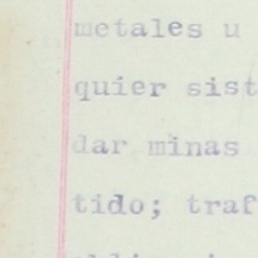 metales u
quier sist
dar minas
tido; traf